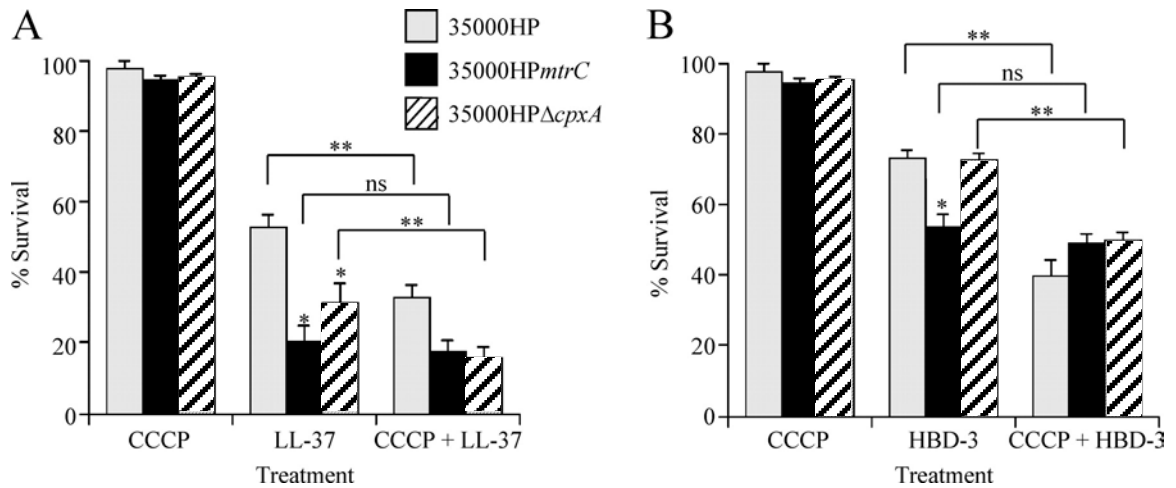 A
35000HP
35000HPmtrC
35000HPΔcpxA
% Survival
100
80
60
40
20
0
**
ns
**
*
*
CCCP
LL-37
CCCP + LL-37
Treatment
B
% Survival
100
80
60
40
20
0
**
ns
**
*
CCCP
HBD-3
CCCP + HBD-3
Treatment